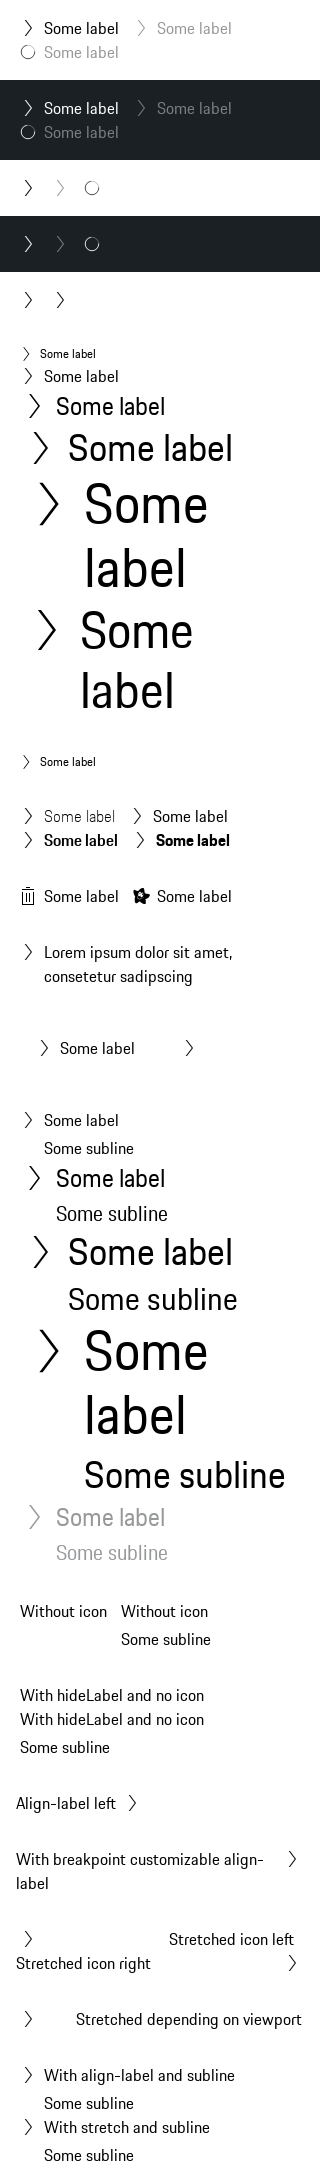 Some label Some label
Some label
Some label Some label
Some label
Some label
Some label
Some label
Some label
Some
label
Some
label
Some label
Some label Some label
Some label Some label
Some label Some label
Lorem ipsum dolor sit amet,
consetetur sadipscing
Some label
Some label
Some subline
Some label
Some subline
Some label
Some subline
Some
label
Some subline
Some label
Some subline
Without icon Without icon
Some subline
With hideLabel and no icon
With hideLabel and no icon
Some subline
Align-label left
With breakpoint customizable align-
label
Stretched icon left
Stretched icon right
Stretched depending on viewport
With align-label and subline
Some subline
With stretch and subline
Some subline